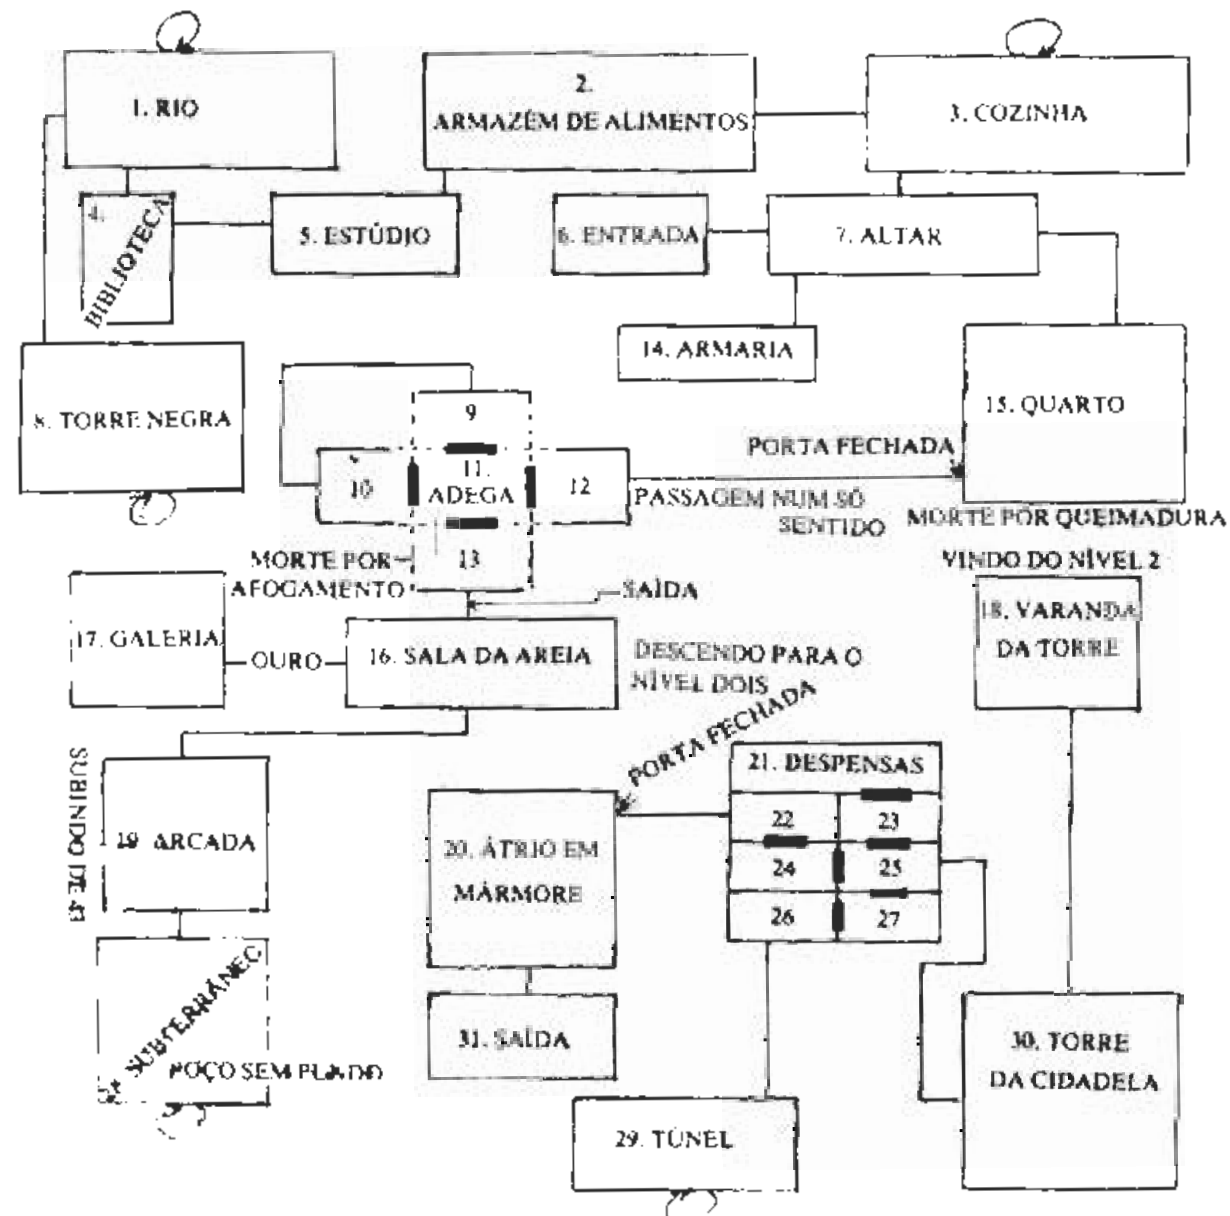 1. RIO
2.
ARMAZÉM DE ALIMENTOS
3. COZINHA
4.
BIBLIOTECA
5. ESTÚDIO
6. ENTRADA
7. ALTAR
14. ARMARIA
8. TORRE NEGRA
9
10
11.
ADEGA
12
13
15. QUARTO
PORTA FECHADA
PASSAGEM NUM SÓ
SENTIDO
MORTE POR QUEIMADURA
MORTE POR
AFOGAMENTO
SAÍDA
VINDO DO NÍVEL 2
17. GALERIA
OURO
16. SALA DA AREIA
DESCENDO PARA O
NÍVEL DOIS
18. VARANDA
DA TORRE
SUBINDO DE 43
19. ARCADA
PORTA FECHADA
20. ÁTRIO EM
MÁRMORE
21. DESPENSAS
22
23
24
25
26
27
SUBTERRÂNEO
POÇO SEM
31. SAÍDA
30. TORRE
DA CIDADELA
29. TÚNEL